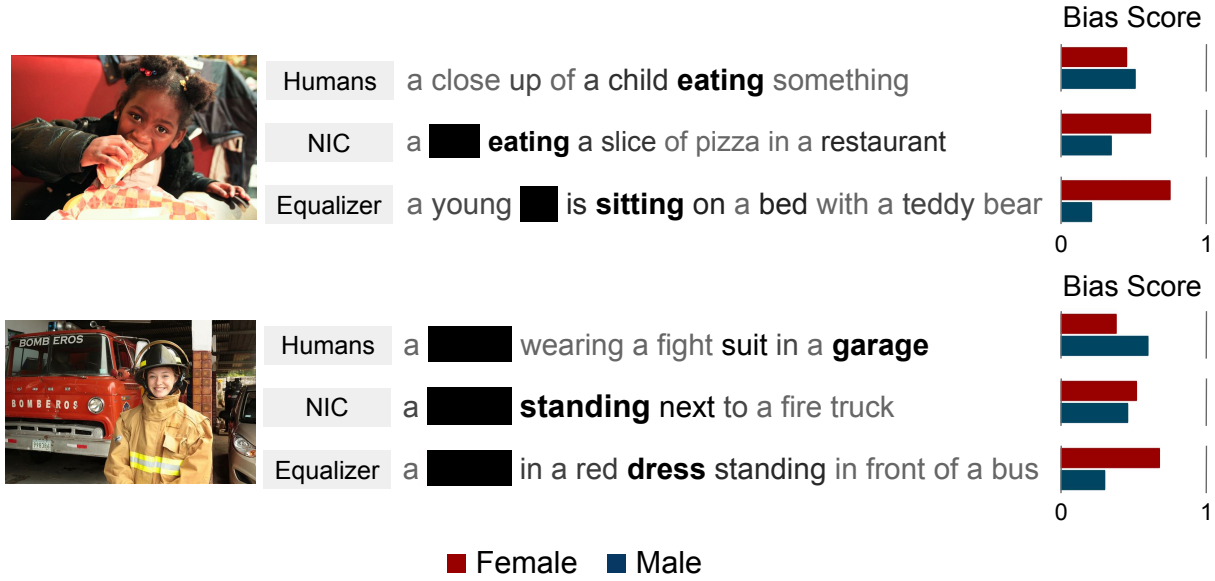 Bias Score
Humans a close up of a child eating something
NIC a eating a slice of pizza in a restaurant
Equalizer a young is sitting on a bed with a teddy bear
0 1
Bias Score
BOMBEROS
Humans a wearing a fight suit in a garage
BOMBEROS
NIC a standing next to a fire truck
Equalizer a in a red dress standing in front of a bus
0 1
Female Male